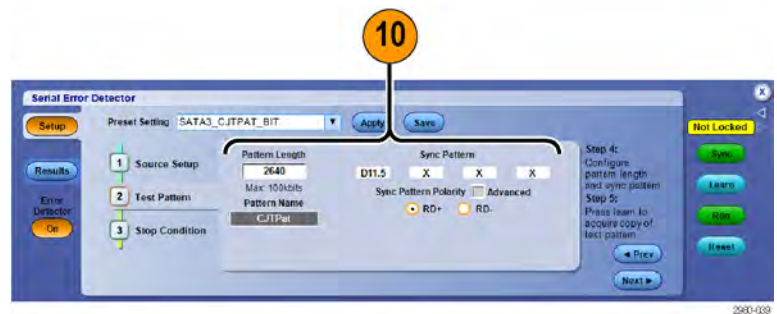 10
Serial Error Detector
X
Setup
Preset Setting SATA3_CJTPAT_BIT Apply Save
Not Locked
Results
Error
Detector
On
1 Source Setup
2 Test Pattern
3 Stop Condition
Pattern Length
2640
Max: 100kbits
Pattern Name
CJTPat
Sync Pattern
D11.5 X X X
Sync Pattern Polarity Advanced
RD+ RD-
Step 4:
Configure
pattern length
and sync pattern
Step 5:
Press learn to
acquire copy of
test pattern
◄ Prev
Next ►
Sync
Learn
Run
Reset
2980-039